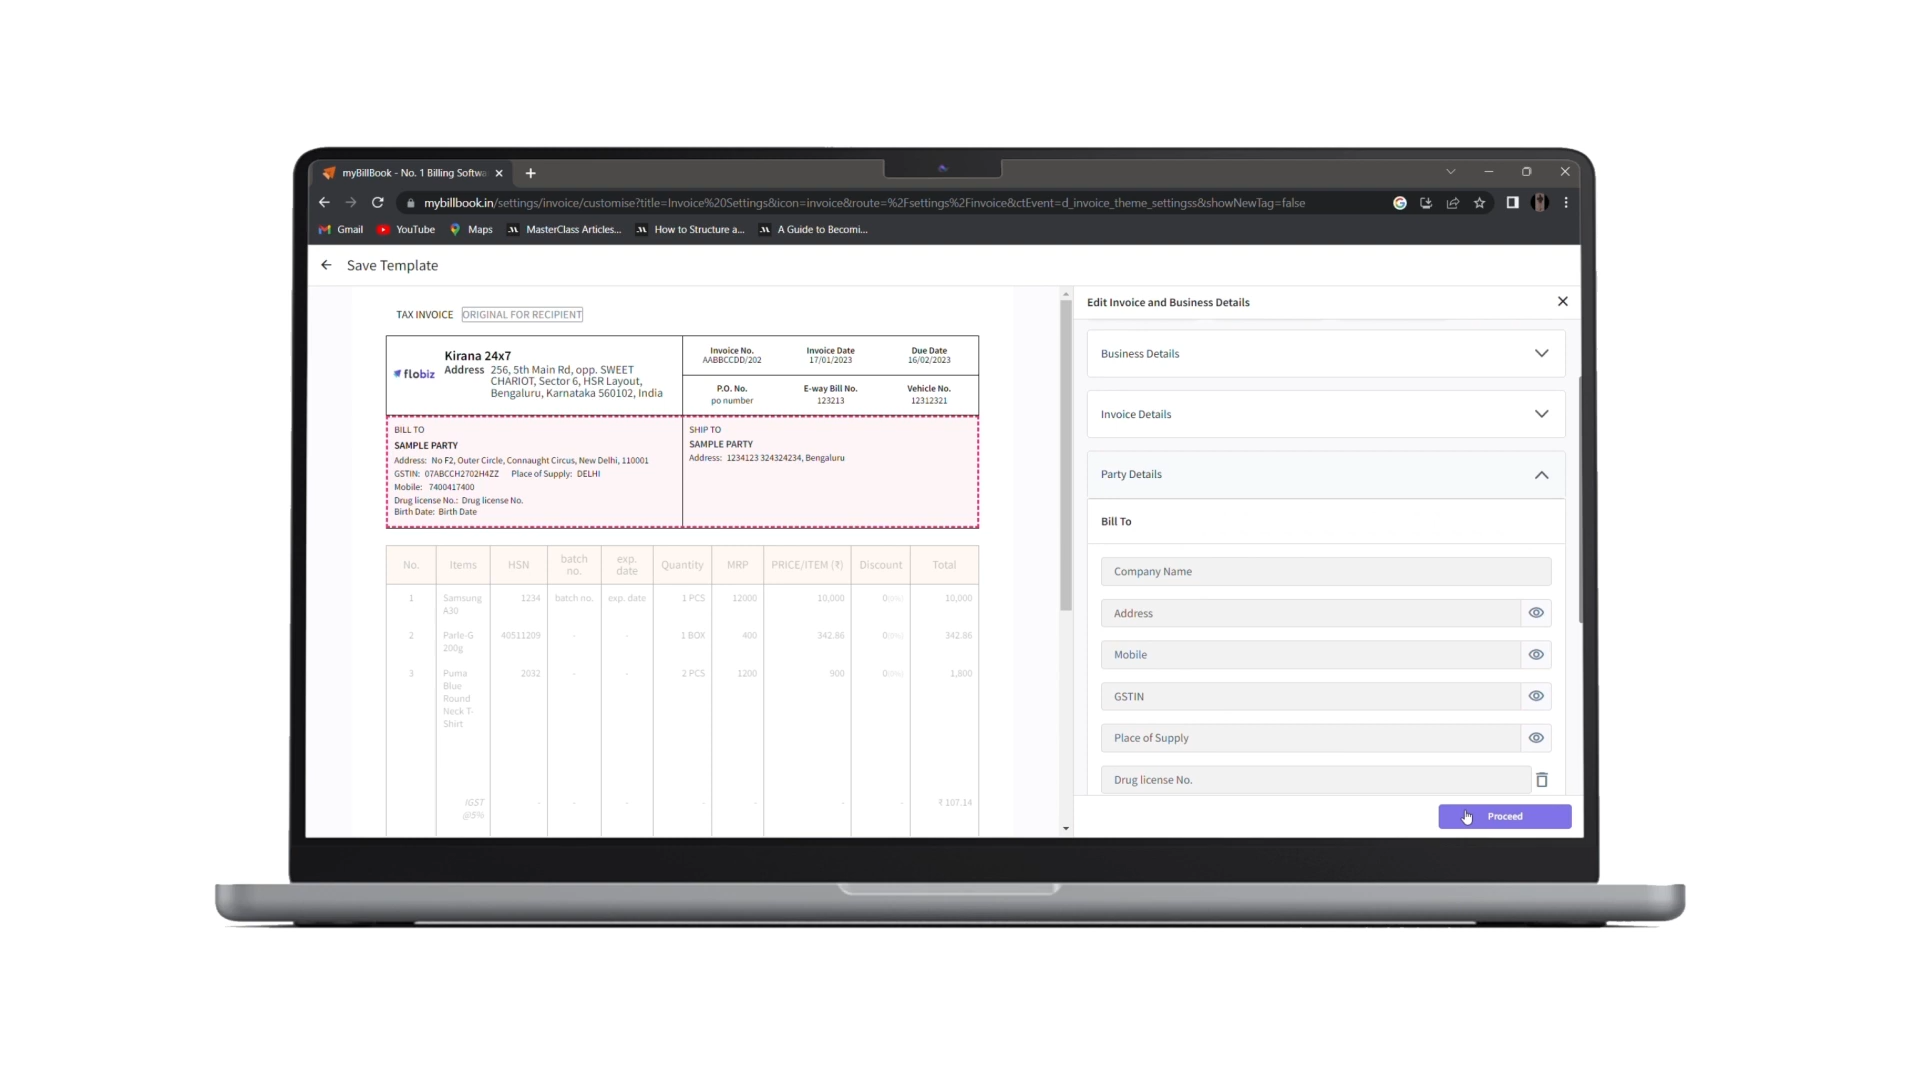 myBillBook - No. 1 Billing Softwa
mybillbook.in/settings/invoice/customise?title=Invoice%20Settings&icon=invoice&route=%2Fsettings%2Finvoice&ctEvent=d_invoice_theme_settingss&showNewTag=false
Gmail YouTube Maps MasterClass Articles... How to Structure a... A Guide to Becomi...
Save Template
TAX INVOICE ORIGINAL FOR RECIPIENT
flobiz
Kirana 24x7
Address 256, 5th Main Rd, opp. SWEET
CHARIOT, Sector 6, HSR Layout,
Bengaluru, Karnataka 560102, India
Invoice No. Invoice Date Due Date
AABBCCDD/202 17/01/2023 16/02/2023
P.O. No. E-way Bill No. Vehicle No.
po number 123213 12312321
BILL TO
SAMPLE PARTY
Address: No F2, Outer Circle, Connaught Circus, New Delhi, 110001
GSTIN: 07ABCCH2702H4ZZ Place of Supply: DELHI
Mobile: 7400417400
Drug license No.: Drug license No.
Birth Date: Birth Date
SHIP TO
SAMPLE PARTY
Address: 1234123 324324234, Bengaluru
No. Items HSN batch no. exp. date Quantity MRP PRICE/ITEM (₹) Discount Total
1 Samsung A30 1234 batch no. exp. date 1 PCS 12000 10,000 0(0%) 10,000
2 Parle-G 200g 40511209 - - 1 BOX 400 342.86 0(0%) 342.86
3 Puma Blue Round Neck T-Shirt 2032 - - 2 PCS 1200 900 0(0%) 1,800
IGST @5% - - - - - - - ₹ 107.14
Edit Invoice and Business Details
Business Details
Invoice Details
Party Details
Bill To
Company Name
Address
Mobile
GSTIN
Place of Supply
Drug license No.
Proceed